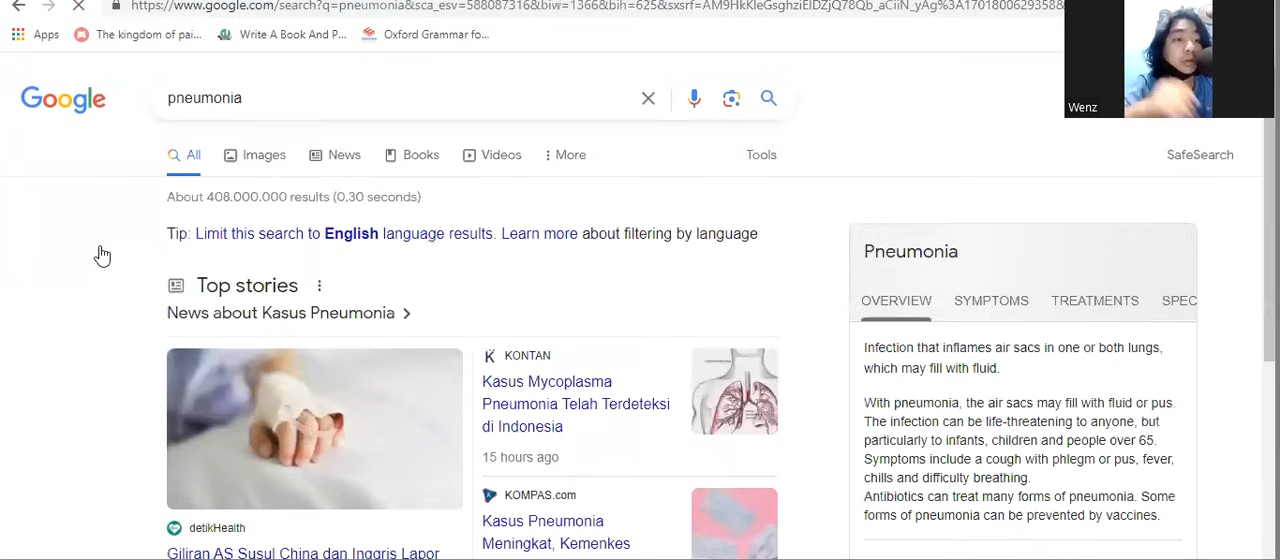 https://www.google.com/search?q=pneumonia&sca_esv=588087316&biw=1366&bih=625&sxsrf=
Apps
The kingdom of pai...
Write A Book And P...
Oxford Grammar fo...
Wenz
Google
pneumonia
All
Images
News
Books
Videos
More
Tools
SafeSearch
About 408.000.000 results (0,30 seconds)
Tip: Limit this search to English language results. Learn more about filtering by language
Top stories
News about Kasus Pneumonia
detikHealth
Giliran AS Susul China dan Inggris Lapor
KONTAN
Kasus Mycoplasma
Pneumonia Telah Terdeteksi
di Indonesia
15 hours ago
KOMPAS.com
Kasus Pneumonia
Meningkat, Kemenkes
Pneumonia
OVERVIEW
SYMPTOMS
TREATMENTS
SPEC
Infection that inflames air sacs in one or both lungs,
which may fill with fluid.
With pneumonia, the air sacs may fill with fluid or pus.
The infection can be life-threatening to anyone, but
particularly to infants, children and people over 65.
Symptoms include a cough with phlegm or pus, fever,
chills and difficulty breathing.
Antibiotics can treat many forms of pneumonia. Some
forms of pneumonia can be prevented by vaccines.